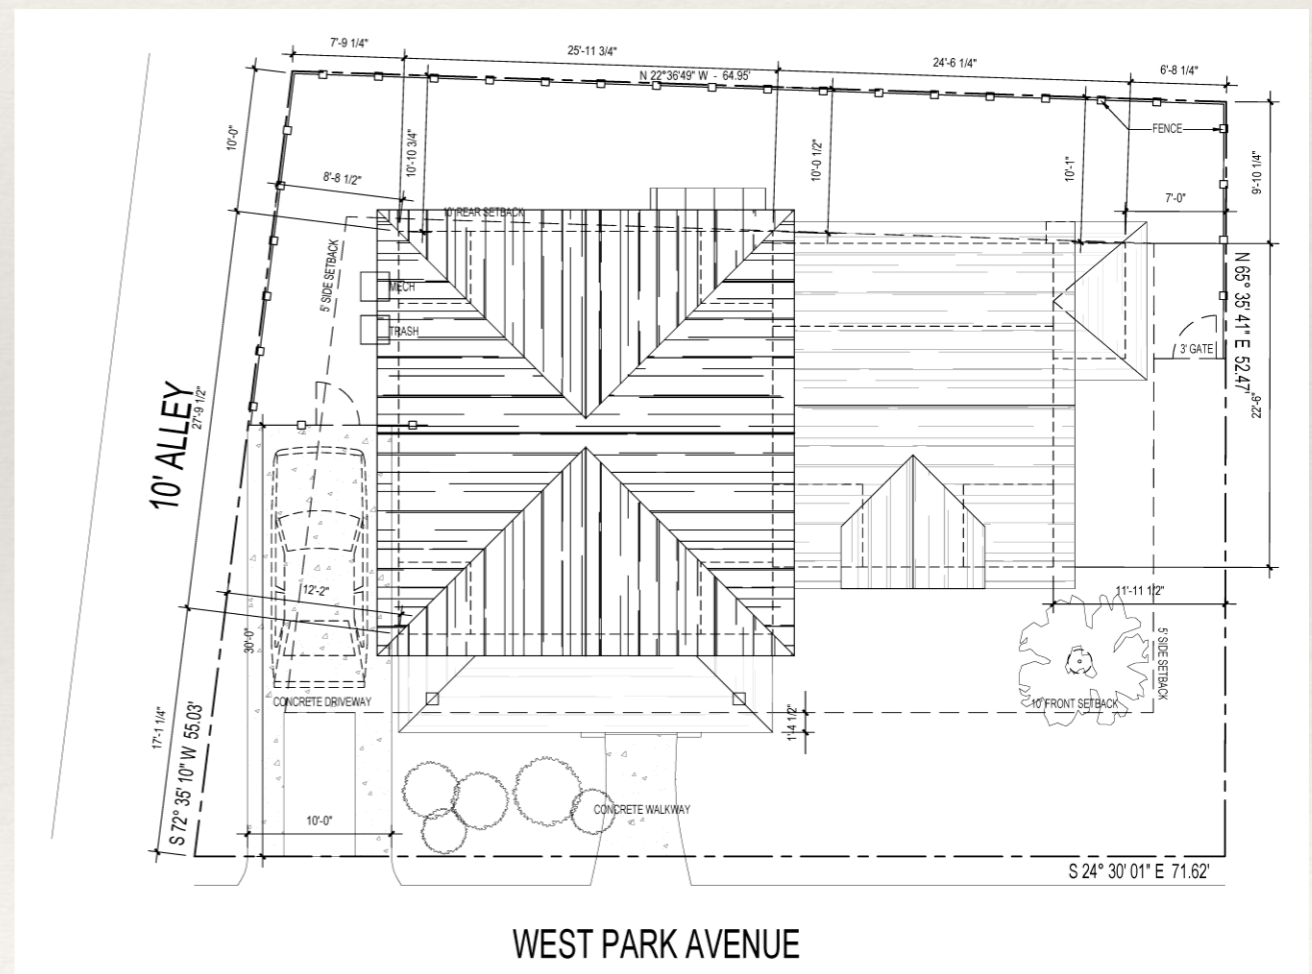 7'-9 1/4"
25'-11 3/4"
24'-6 1/4"
6'-8 1/4"
N 22°36'49" W - 64.95'
FENCE
10'-0"
10'-10 3/4"
10'-0 1/2"
10'-1"
9'-10 1/4"
8'-8 1/2"
7'-0"
10' REAR SETBACK
5' SIDE SETBACK
MECH
TRASH
3' GATE
N 65° 35' 41" E 52.47'
22'-6"
10' ALLEY
27'-9 1/2"
12'-2"
11'-11 1/2"
30'-0"
5' SIDE SETBACK
CONCRETE DRIVEWAY
10' FRONT SETBACK
17'-1 1/4"
S 72° 35' 10" W 55.03'
1'-4 1/2"
CONCRETE WALKWAY
10'-0"
S 24° 30' 01" E 71.62'
WEST PARK AVENUE